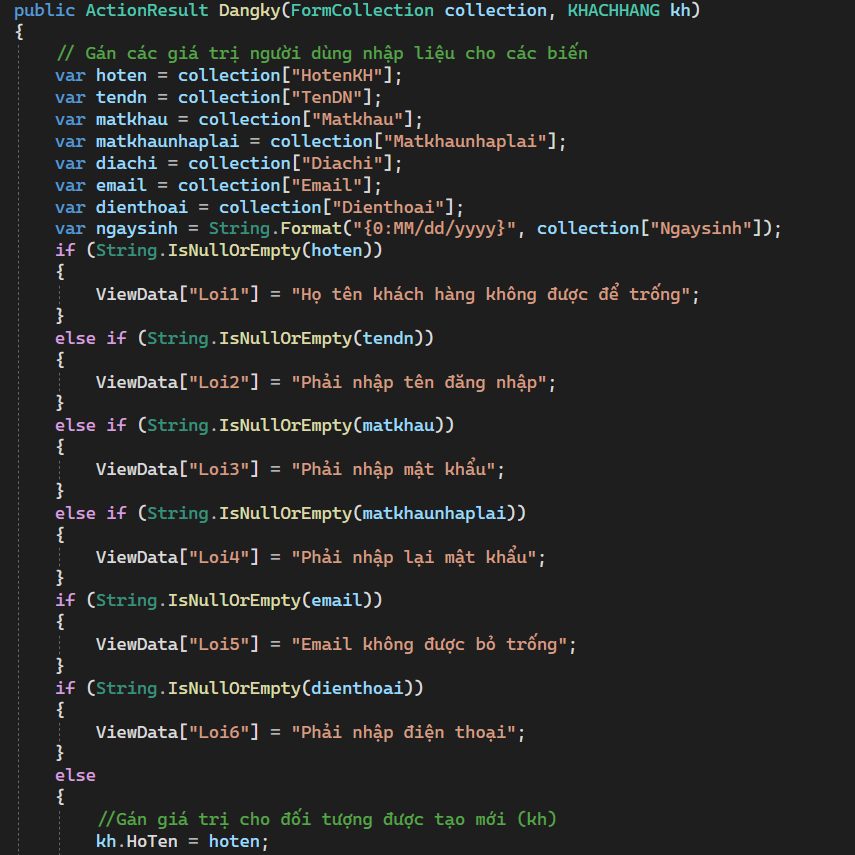 public ActionResult Dangky(FormCollection collection, KHACHHANG kh)
{
// Gán các giá trị người dùng nhập liệu cho các biến
var hoten = collection["HotenKH"];
var tendn = collection["TenDN"];
var matkhau = collection["Matkhau"];
var matkhaunhaplai = collection["Matkhaunhaplai"];
var diachi = collection["Diachi"];
var email = collection["Email"];
var dienthoai = collection["Dienthoai"];
var ngaysinh = String.Format("{0:MM/dd/yyyy}", collection["Ngaysinh"]);
if (String.IsNullOrEmpty(hoten))
{
ViewData["Loi1"] = "Họ tên khách hàng không được để trống";
}
else if (String.IsNullOrEmpty(tendn))
{
ViewData["Loi2"] = "Phải nhập tên đăng nhập";
}
else if (String.IsNullOrEmpty(matkhau))
{
ViewData["Loi3"] = "Phải nhập mật khẩu";
}
else if (String.IsNullOrEmpty(matkhaunhaplai))
{
ViewData["Loi4"] = "Phải nhập lại mật khẩu";
}
if (String.IsNullOrEmpty(email))
{
ViewData["Loi5"] = "Email không được bỏ trống";
}
if (String.IsNullOrEmpty(dienthoai))
{
ViewData["Loi6"] = "Phải nhập điện thoại";
}
else
{
//Gán giá trị cho đối tượng được tạo mới (kh)
kh.HoTen = hoten;